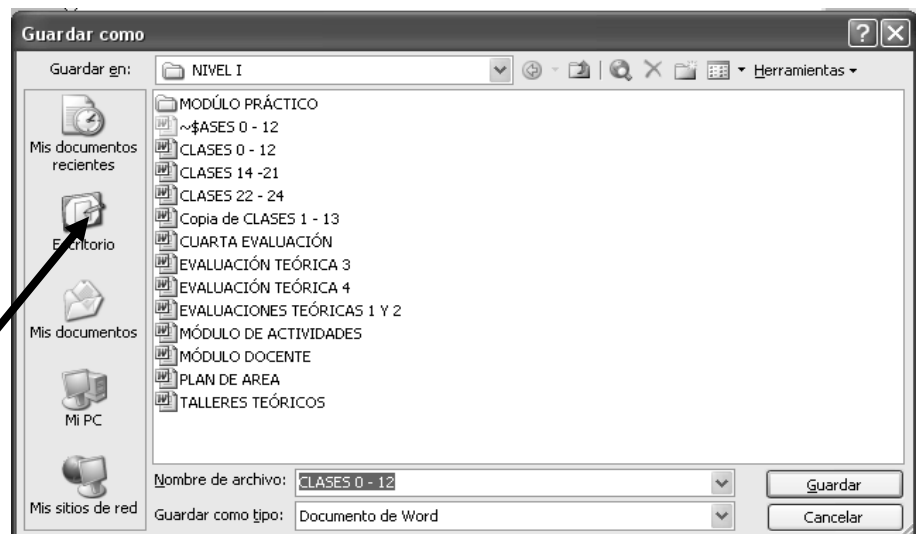 Guardar como
Guardar en: NIVEL I Herramientas
Mis documentos recientes
Escritorio
Mis documentos
Mi PC
Mis sitios de red
MODÚLO PRÁCTICO
~$ASES 0 - 12
CLASES 0 - 12
CLASES 14 -21
CLASES 22 - 24
Copia de CLASES 1 - 13
CUARTA EVALUACIÓN
EVALUACIÓN TEÓRICA 3
EVALUACIÓN TEÓRICA 4
EVALUACIONES TEÓRICAS 1 Y 2
MÓDULO DE ACTIVIDADES
MÓDULO DOCENTE
PLAN DE AREA
TALLERES TEÓRICOS
Nombre de archivo: CLASES 0 - 12 Guardar
Guardar como tipo: Documento de Word Cancelar